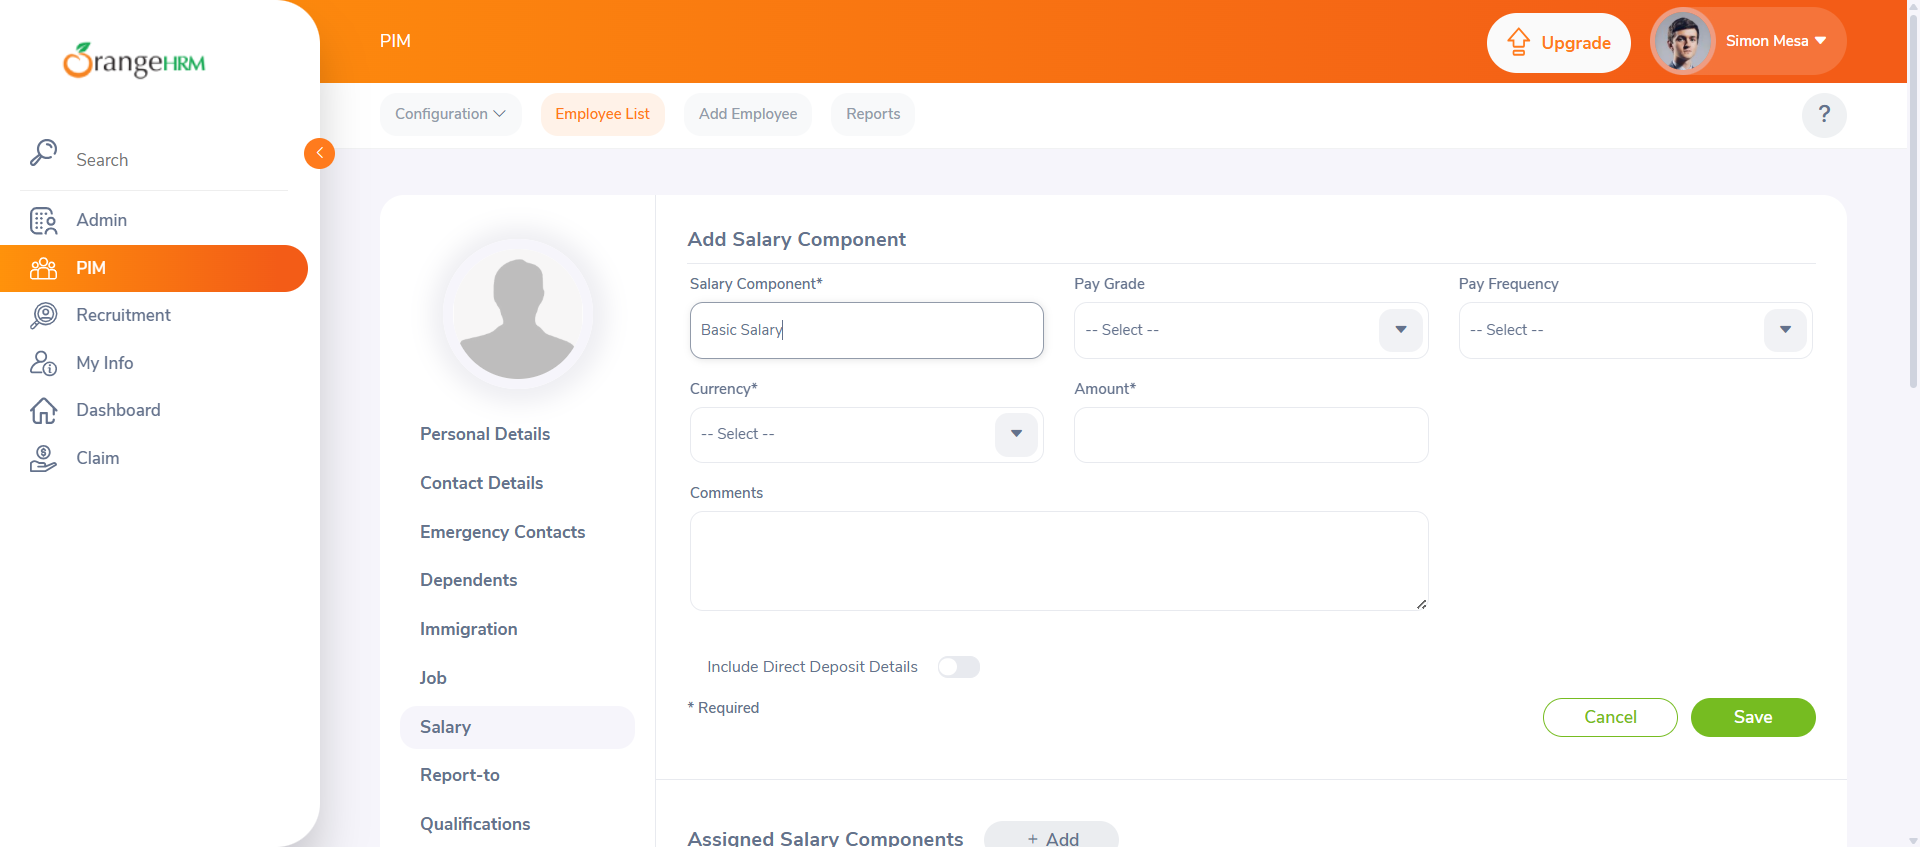 OrangeHRM
PIM
Upgrade
Simon Mesa
Configuration
Employee List
Add Employee
Reports
?
Search
Admin
PIM
Recruitment
My Info
Dashboard
Claim
Personal Details
Contact Details
Emergency Contacts
Dependents
Immigration
Job
Salary
Report-to
Qualifications
Add Salary Component
Salary Component*
Pay Grade
Pay Frequency
Basic Salary
-- Select --
-- Select --
Currency*
Amount*
-- Select --
Comments
Include Direct Deposit Details
* Required
Cancel
Save
Assigned Salary Components
+ Add